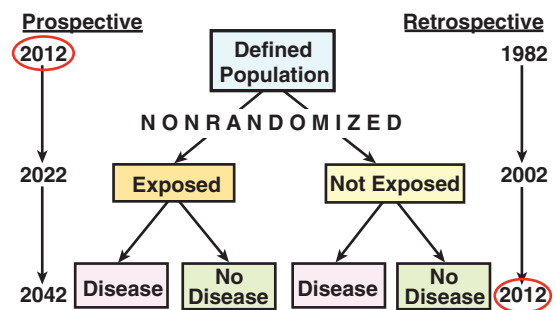 Prospective
Retrospective
2012
Defined
Population
1982
NONRANDOMIZED
2022
Exposed
Not Exposed
2002
2042
Disease
No
Disease
Disease
No
Disease
2012